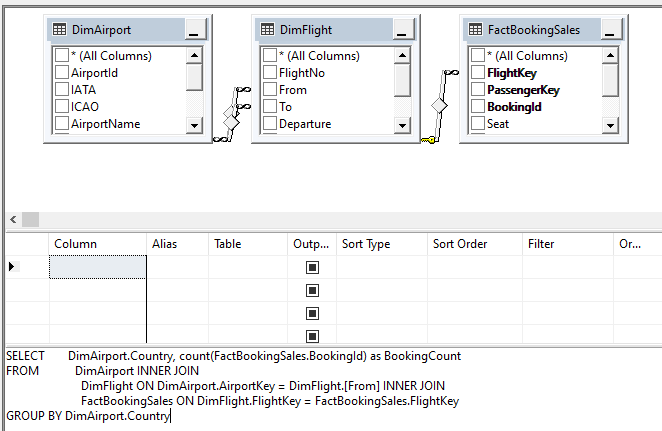 DimAirport
* (All Columns)
AirportId
IATA
ICAO
AirportName
DimFlight
* (All Columns)
FlightNo
From
To
Departure
FactBookingSales
* (All Columns)
FlightKey
PassengerKey
BookingId
Seat
Column Alias Table Outp... Sort Type Sort Order Filter Or...
SELECT DimAirport.Country, count(FactBookingSales.BookingId) as BookingCount
FROM DimAirport INNER JOIN
DimFlight ON DimAirport.AirportKey = DimFlight.[From] INNER JOIN
FactBookingSales ON DimFlight.FlightKey = FactBookingSales.FlightKey
GROUP BY DimAirport.Country